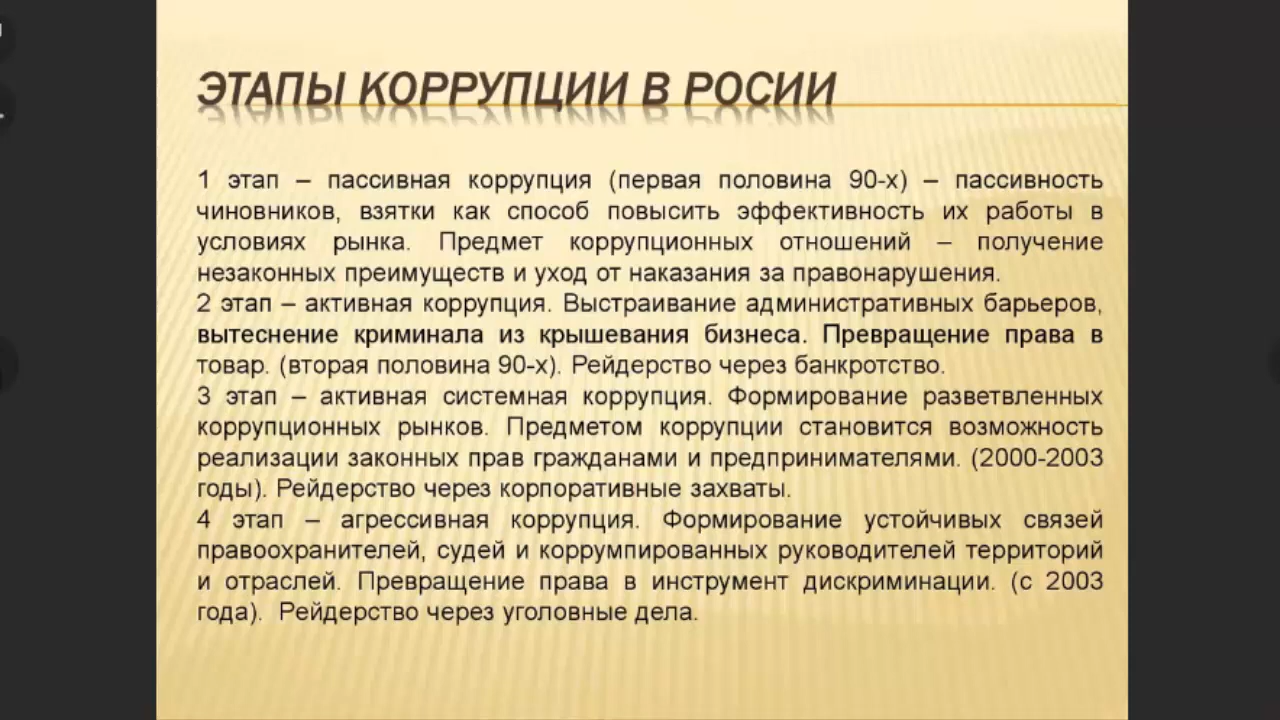 ЭТАПЫ КОРРУПЦИИ В РОСИИ
1 этап – пассивная коррупция (первая половина 90-х) – пассивность
чиновников, взятки как способ повысить эффективность их работы в
условиях рынка. Предмет коррупционных отношений – получение
незаконных преимуществ и уход от наказания за правонарушения.
2 этап – активная коррупция. Выстраивание административных барьеров,
вытеснение криминала из крышевания бизнеса. Превращение права в
товар. (вторая половина 90-х). Рейдерство через банкротство.
3 этап – активная системная коррупция. Формирование разветвленных
коррупционных рынков. Предметом коррупции становится возможность
реализации законных прав гражданами и предпринимателями. (2000-2003
годы). Рейдерство через корпоративные захваты.
4 этап – агрессивная коррупция. Формирование устойчивых связей
правоохранителей, судей и коррумпированных руководителей территорий
и отраслей. Превращение права в инструмент дискриминации. (с 2003
года). Рейдерство через уголовные дела.